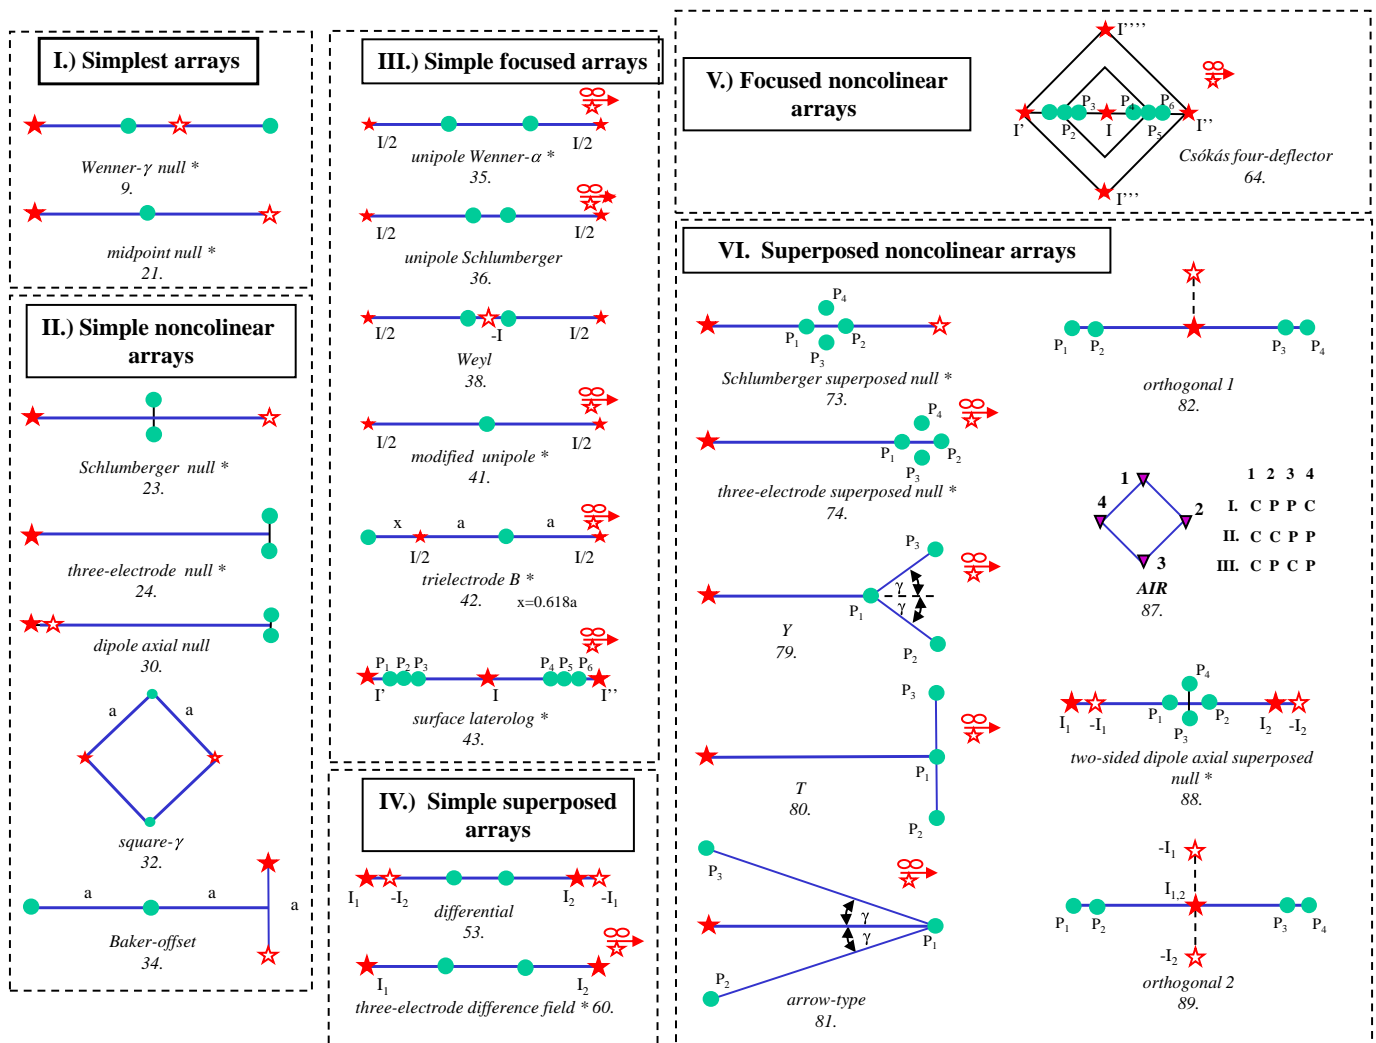 I.) Simplest arrays
Wenner-γ null *
9.
midpoint null *
21.
II.) Simple noncolinear
arrays
Schlumberger null *
23.
three-electrode null *
24.
dipole axial null
30.
a a
square-γ
32.
a a a
Baker-offset
34.
III.) Simple focused arrays
∞
I/2 I/2
unipole Wenner-α *
35.
∞
I/2 I/2
unipole Schlumberger
36.
I/2 -I I/2
Weyl
38.
∞
I/2 I/2
modified unipole *
41.
∞
x a a
I/2 I/2
trielectrode B *
42. x=0.618a
∞
P1 P2 P3 P4 P5 P6
I' I I''
surface laterolog *
43.
IV.) Simple superposed
arrays
I1 -I2 I2 -I1
differential
53.
∞
I1 I2
three-electrode difference field * 60.
V.) Focused noncolinear
arrays
I''''
∞
P3 P4 P6
I' P2 I P5 I''
Csókás four-deflector
64.
I'''
VI. Superposed noncolinear arrays
P4
P1 P2
P3
Schlumberger superposed null *
73.
∞
P4
P1 P2
P3
three-electrode superposed null *
74.
∞
P3
γ
γ
P1
P2
Y
79.
∞
P3
P1
P2
T
80.
∞
P3
γ
γ
P1
P2
arrow-type
81.
P1 P2 P3 P4
orthogonal 1
82.
1
4 2
3
AIR
87.
1 2 3 4
I. C P P C
II. C C P P
III. C P C P
P4
I1 -I1 P1 P2 I2 -I2
P3
two-sided dipole axial superposed
null *
88.
-I1
I1,2
P1 P2 P3 P4
-I2
orthogonal 2
89.